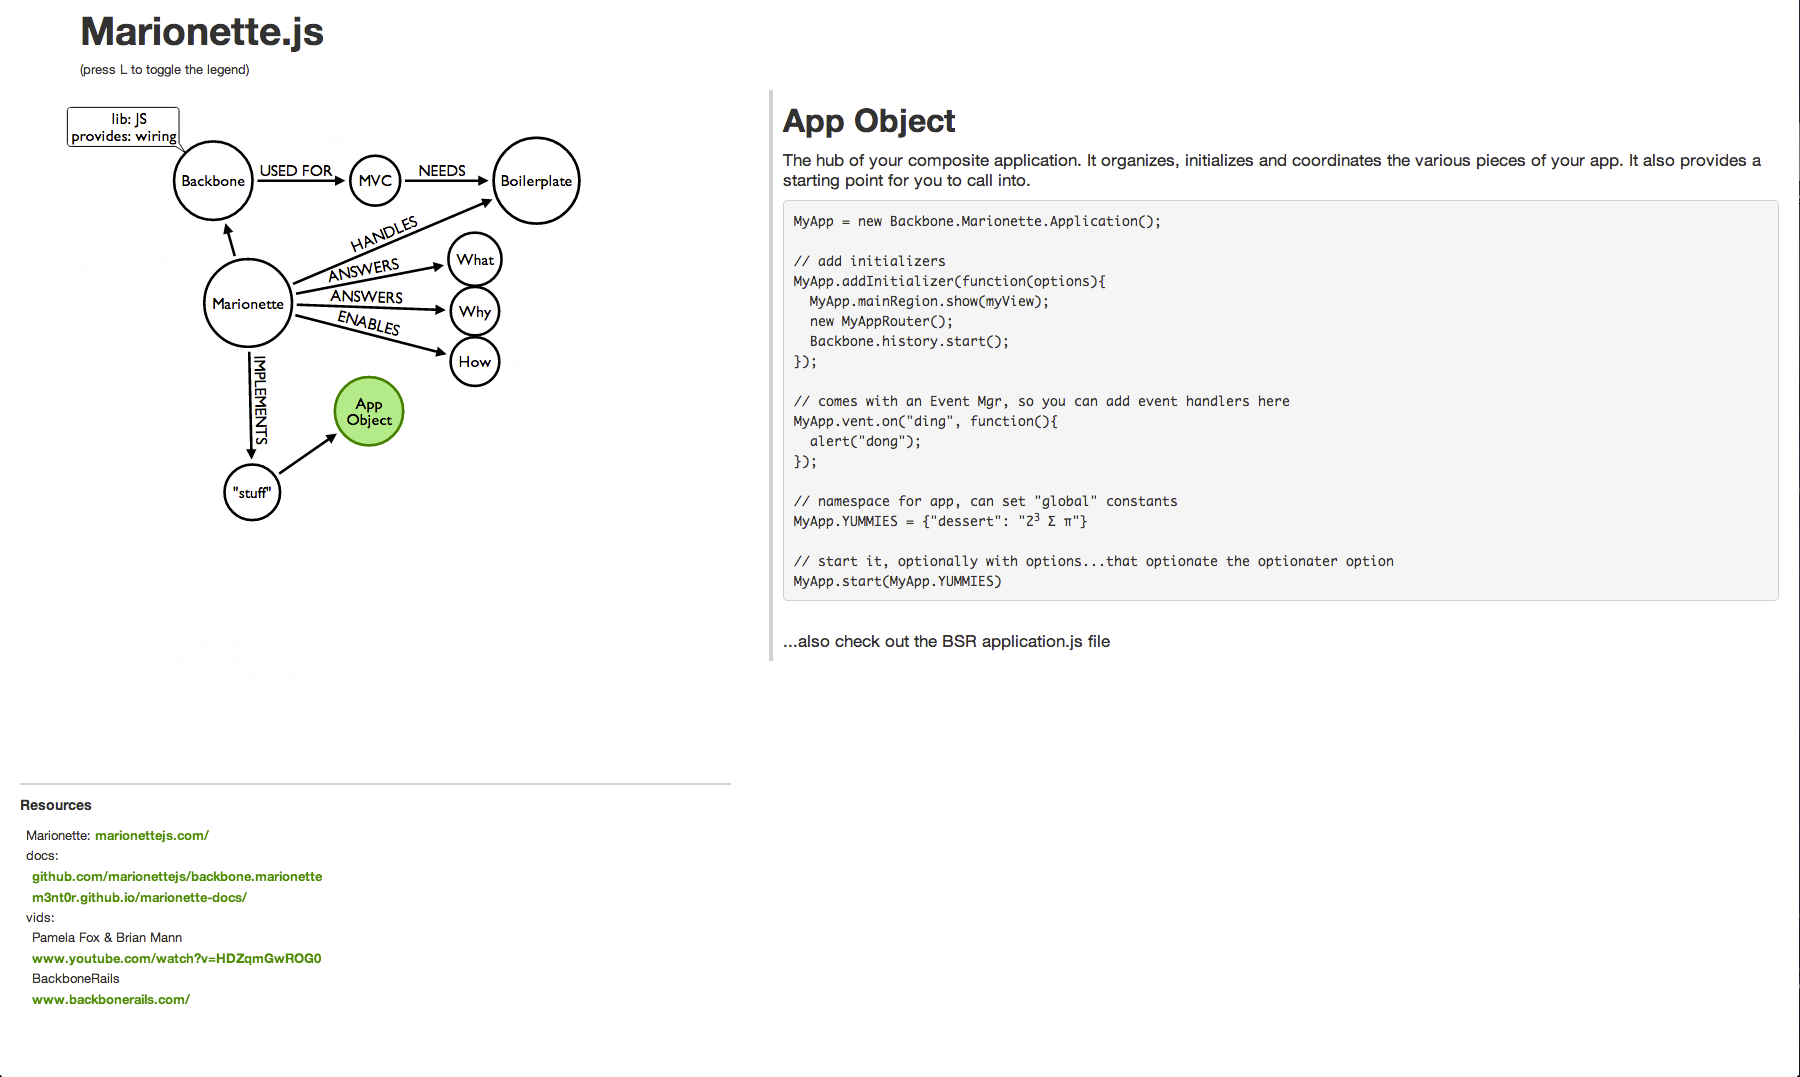 Marionette.js
(press L to toggle the legend)
lib: JS
provides: wiring
Backbone
USED FOR
MVC
NEEDS
Boilerplate
HANDLES
ANSWERS
What
Marionette
ANSWERS
Why
ENABLES
How
IMPLEMENTS
App
Object
"stuff"
App Object
The hub of your composite application. It organizes, initializes and coordinates the various pieces of your app. It also provides a
starting point for you to call into.
MyApp = new Backbone.Marionette.Application();
// add initializers
MyApp.addInitializer(function(options){
  MyApp.mainRegion.show(myView);
  new MyAppRouter();
  Backbone.history.start();
});
// comes with an Event Mgr, so you can add event handlers here
MyApp.vent.on("ding", function(){
  alert("dong");
});
// namespace for app, can set "global" constants
MyApp.YUMMIES = {"dessert": "2³ Σ π"}
// start it, optionally with options...that optionate the optionater option
MyApp.start(MyApp.YUMMIES)
...also check out the BSR application.js file
Resources
Marionette: marionettejs.com/
docs:
github.com/marionettejs/backbone.marionette
m3nt0r.github.io/marionette-docs/
vids:
Pamela Fox & Brian Mann
www.youtube.com/watch?v=HDZqmGwROG0
BackboneRails
www.backbonerails.com/